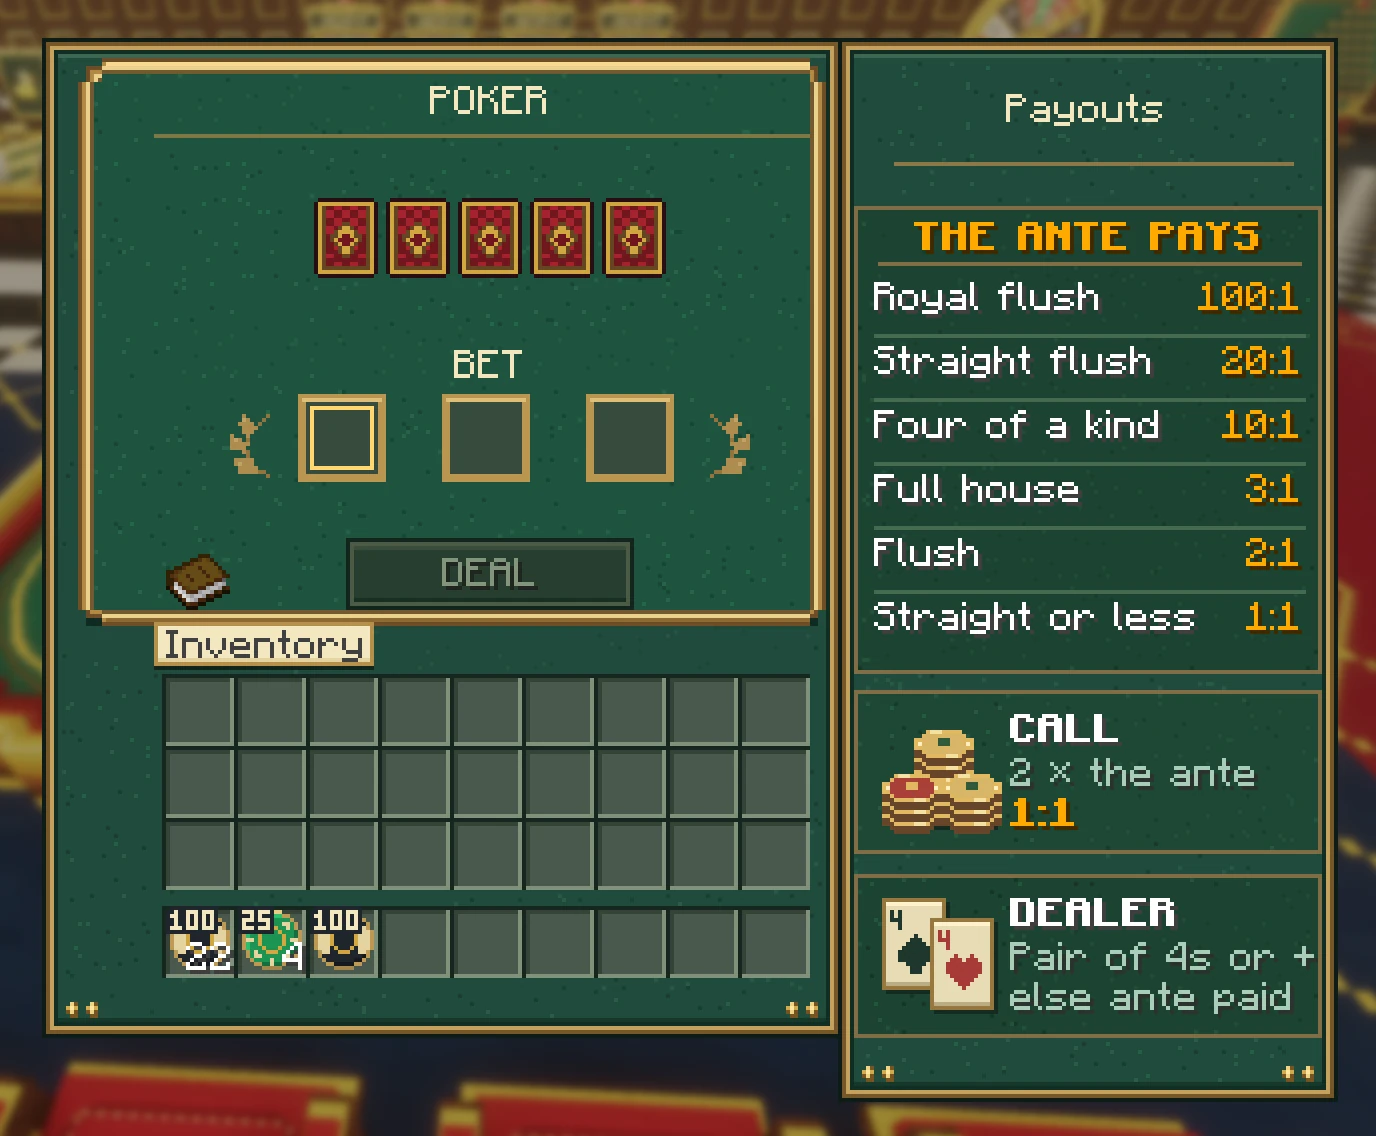 POKER
BET
DEAL
Inventory
100 22
25 4
100
Payouts
THE ANTE PAYS
Royal flush 100:1
Straight flush 20:1
Four of a kind 10:1
Full house 3:1
Flush 2:1
Straight or less 1:1
CALL
2 × the ante
1:1
4
4
DEALER
Pair of 4s or +
else ante paid